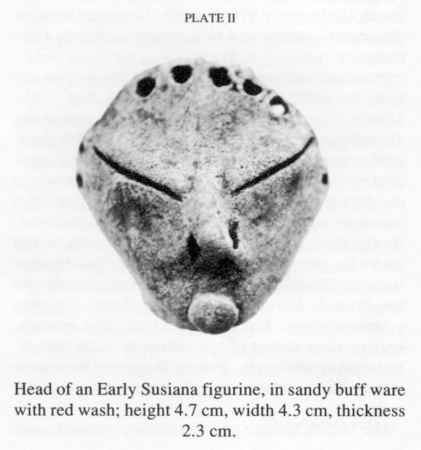 PLATE II
Head of an Early Susiana figurine, in sandy buff ware
with red wash; height 4.7 cm, width 4.3 cm, thickness
2.3 cm.